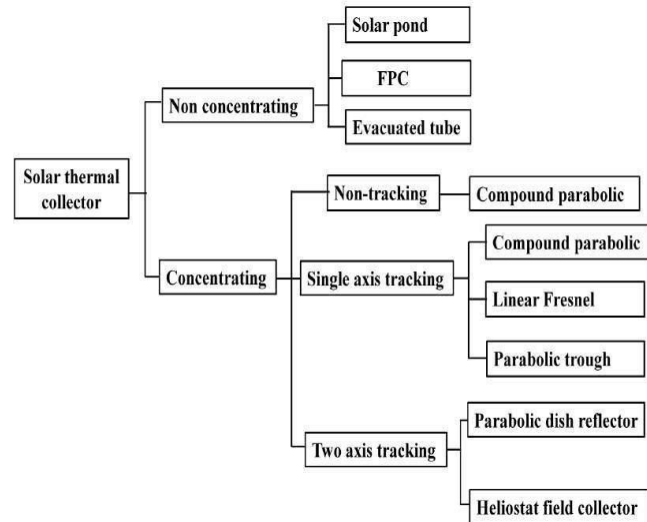 Solar thermal
collector
Non concentrating
Solar pond
FPC
Evacuated tube
Concentrating
Non-tracking
Compound parabolic
Single axis tracking
Compound parabolic
Linear Fresnel
Parabolic trough
Two axis tracking
Parabolic dish reflector
Heliostat field collector